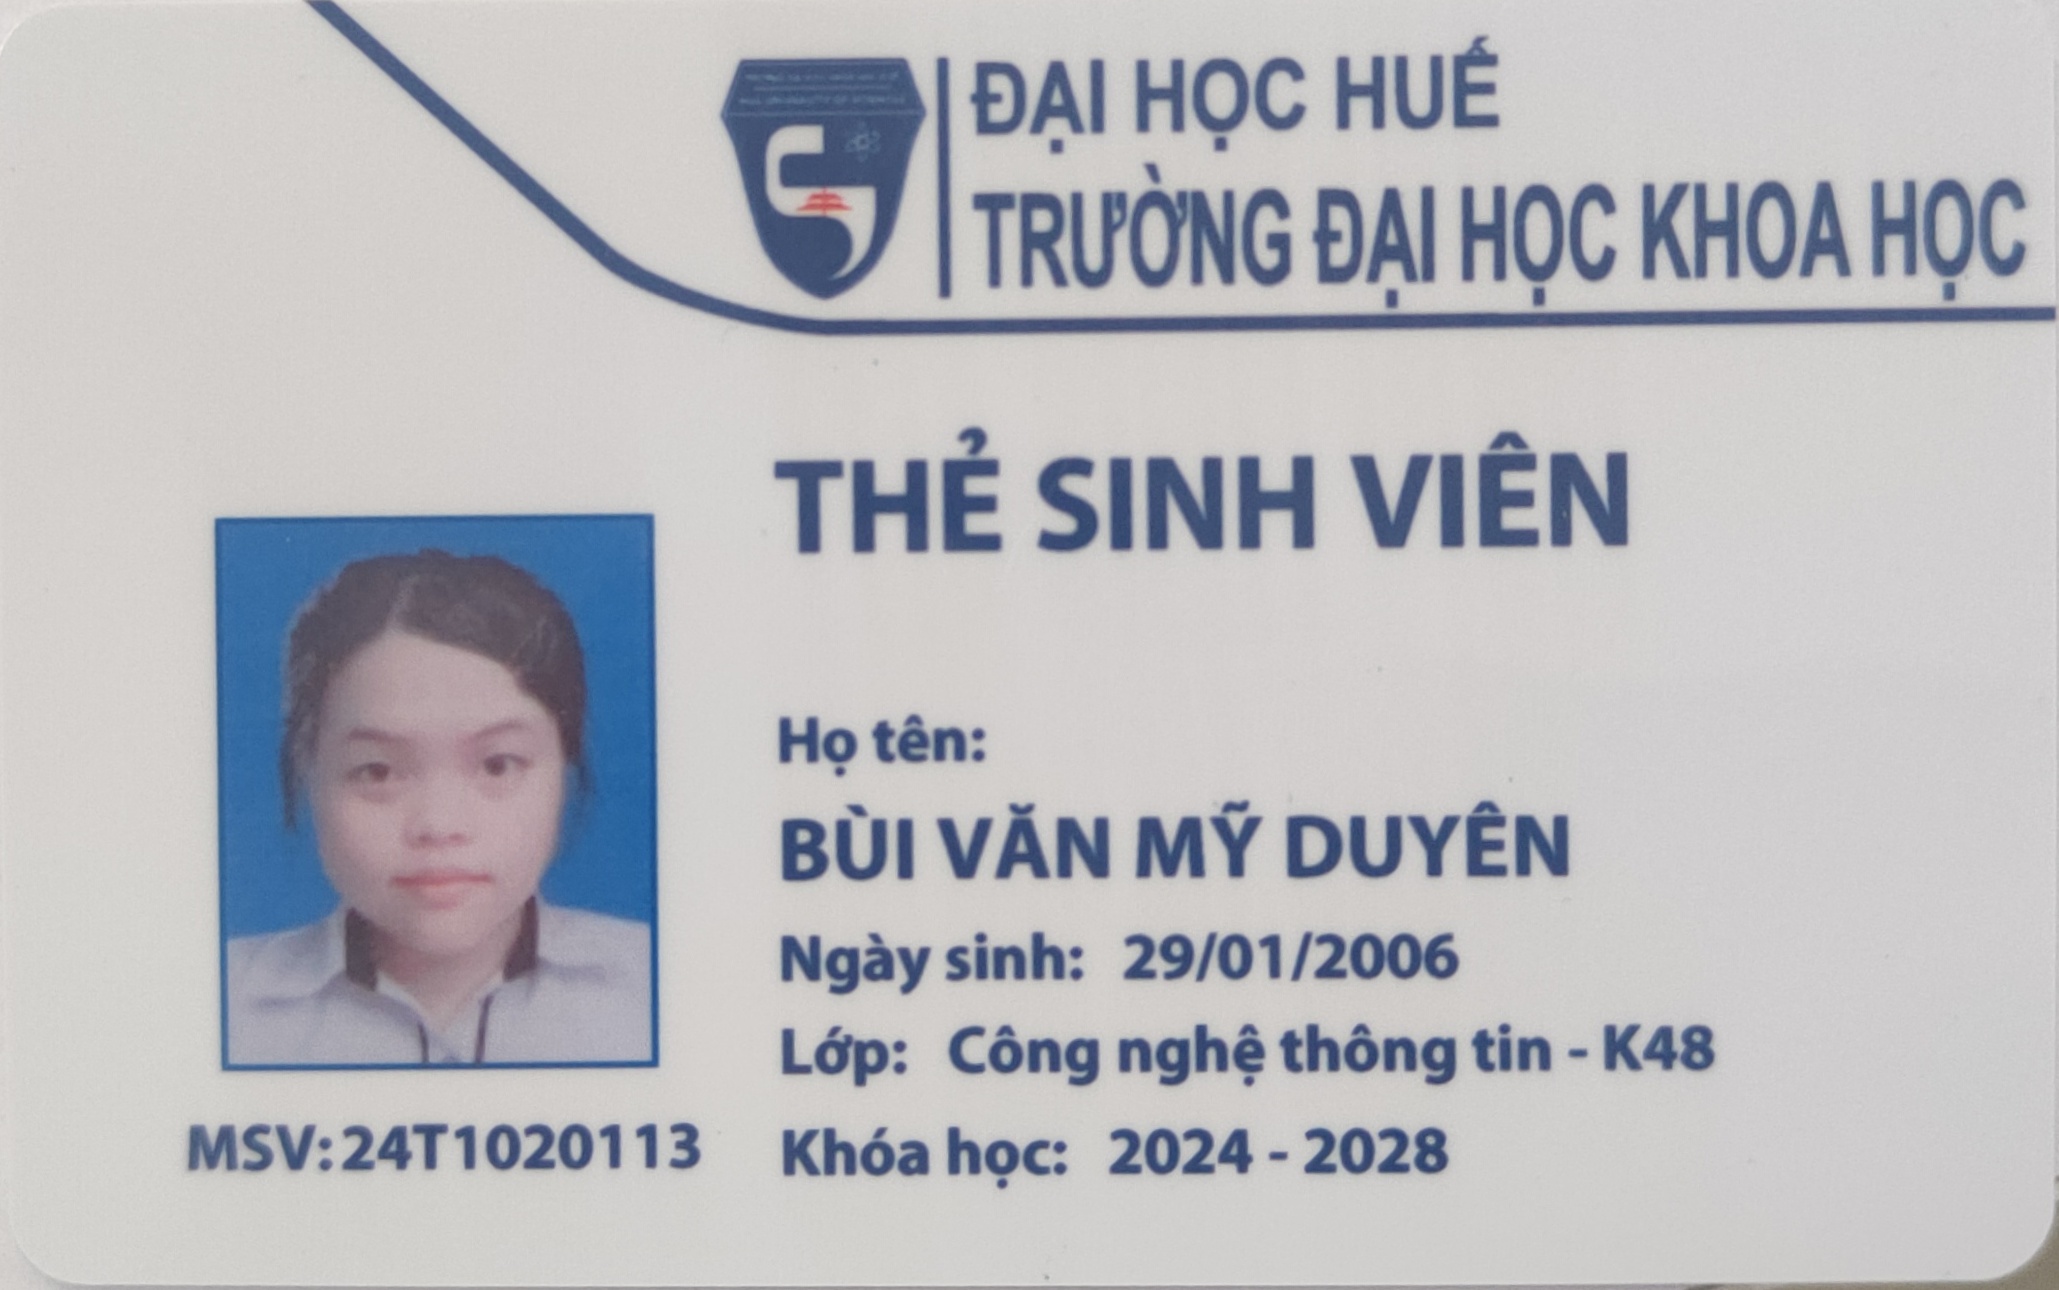 ĐẠI HỌC HUẾ
TRƯỜNG ĐẠI HỌC KHOA HỌC
THẺ SINH VIÊN
Họ tên:
BÙI VĂN MỸ DUYÊN
Ngày sinh: 29/01/2006
Lớp: Công nghệ thông tin - K48
Khóa học: 2024 - 2028
MSV:24T1020113